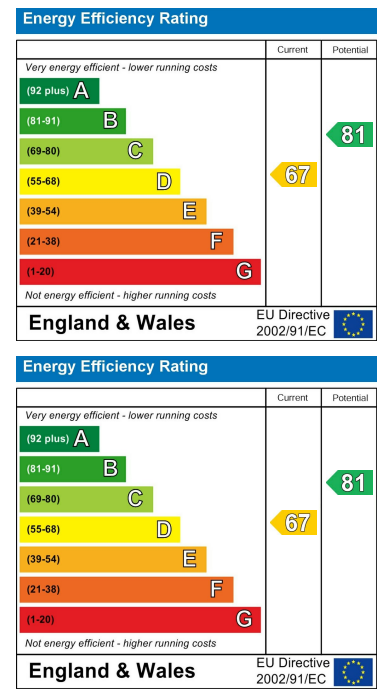 Energy Efficiency Rating
Current Potential
Very energy efficient - lower running costs
(92 plus) A
(81-91) B
81
(69-80) C
(55-68) D
67
(39-54) E
(21-38) F
(1-20) G
Not energy efficient - higher running costs
England & Wales
EU Directive
2002/91/EC
Energy Efficiency Rating
Current Potential
Very energy efficient - lower running costs
(92 plus) A
(81-91) B
81
(69-80) C
(55-68) D
67
(39-54) E
(21-38) F
(1-20) G
Not energy efficient - higher running costs
England & Wales
EU Directive
2002/91/EC